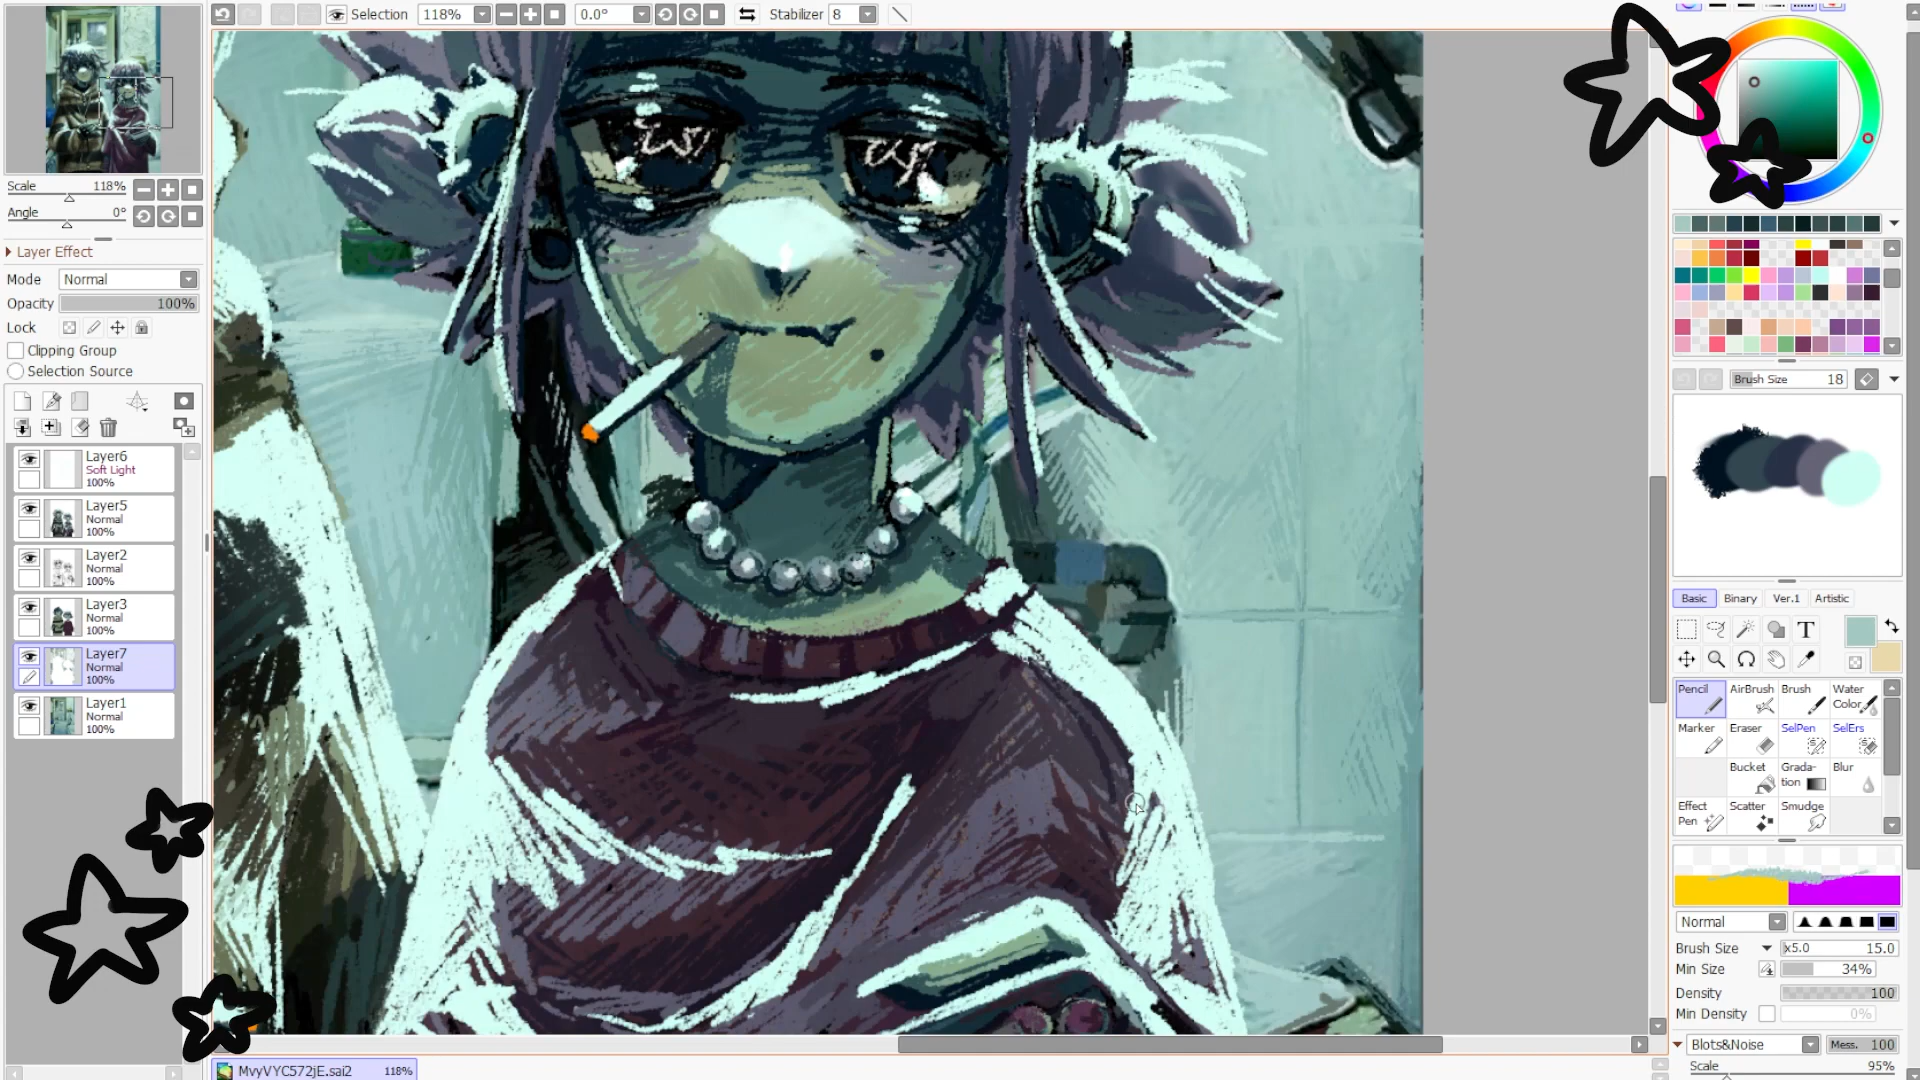 Selection 118% 0.0° Stabilizer 8
Scale 118%
Angle 0°
Layer Effect
Mode Normal
Opacity 100%
Lock
Clipping Group
Selection Source
Layer6
Soft Light
100%
Layer5
Normal
100%
Layer2
Normal
100%
Layer3
Normal
100%
Layer7
Normal
100%
Layer1
Normal
100%
MvyVYC572jE.sai2 118%
Brush Size 18
Basic Binary Ver.1 Artistic
T
Pencil AirBrush Brush Water
Color
Marker Eraser SelPen SelErs
Bucket Grada-
tion Blur
Effect
Pen Scatter Smudge
Normal
Brush Size x5.0 15.0
Min Size 34%
Density 100
Min Density 0%
Blots&Noise Mess. 100
Scale 95%